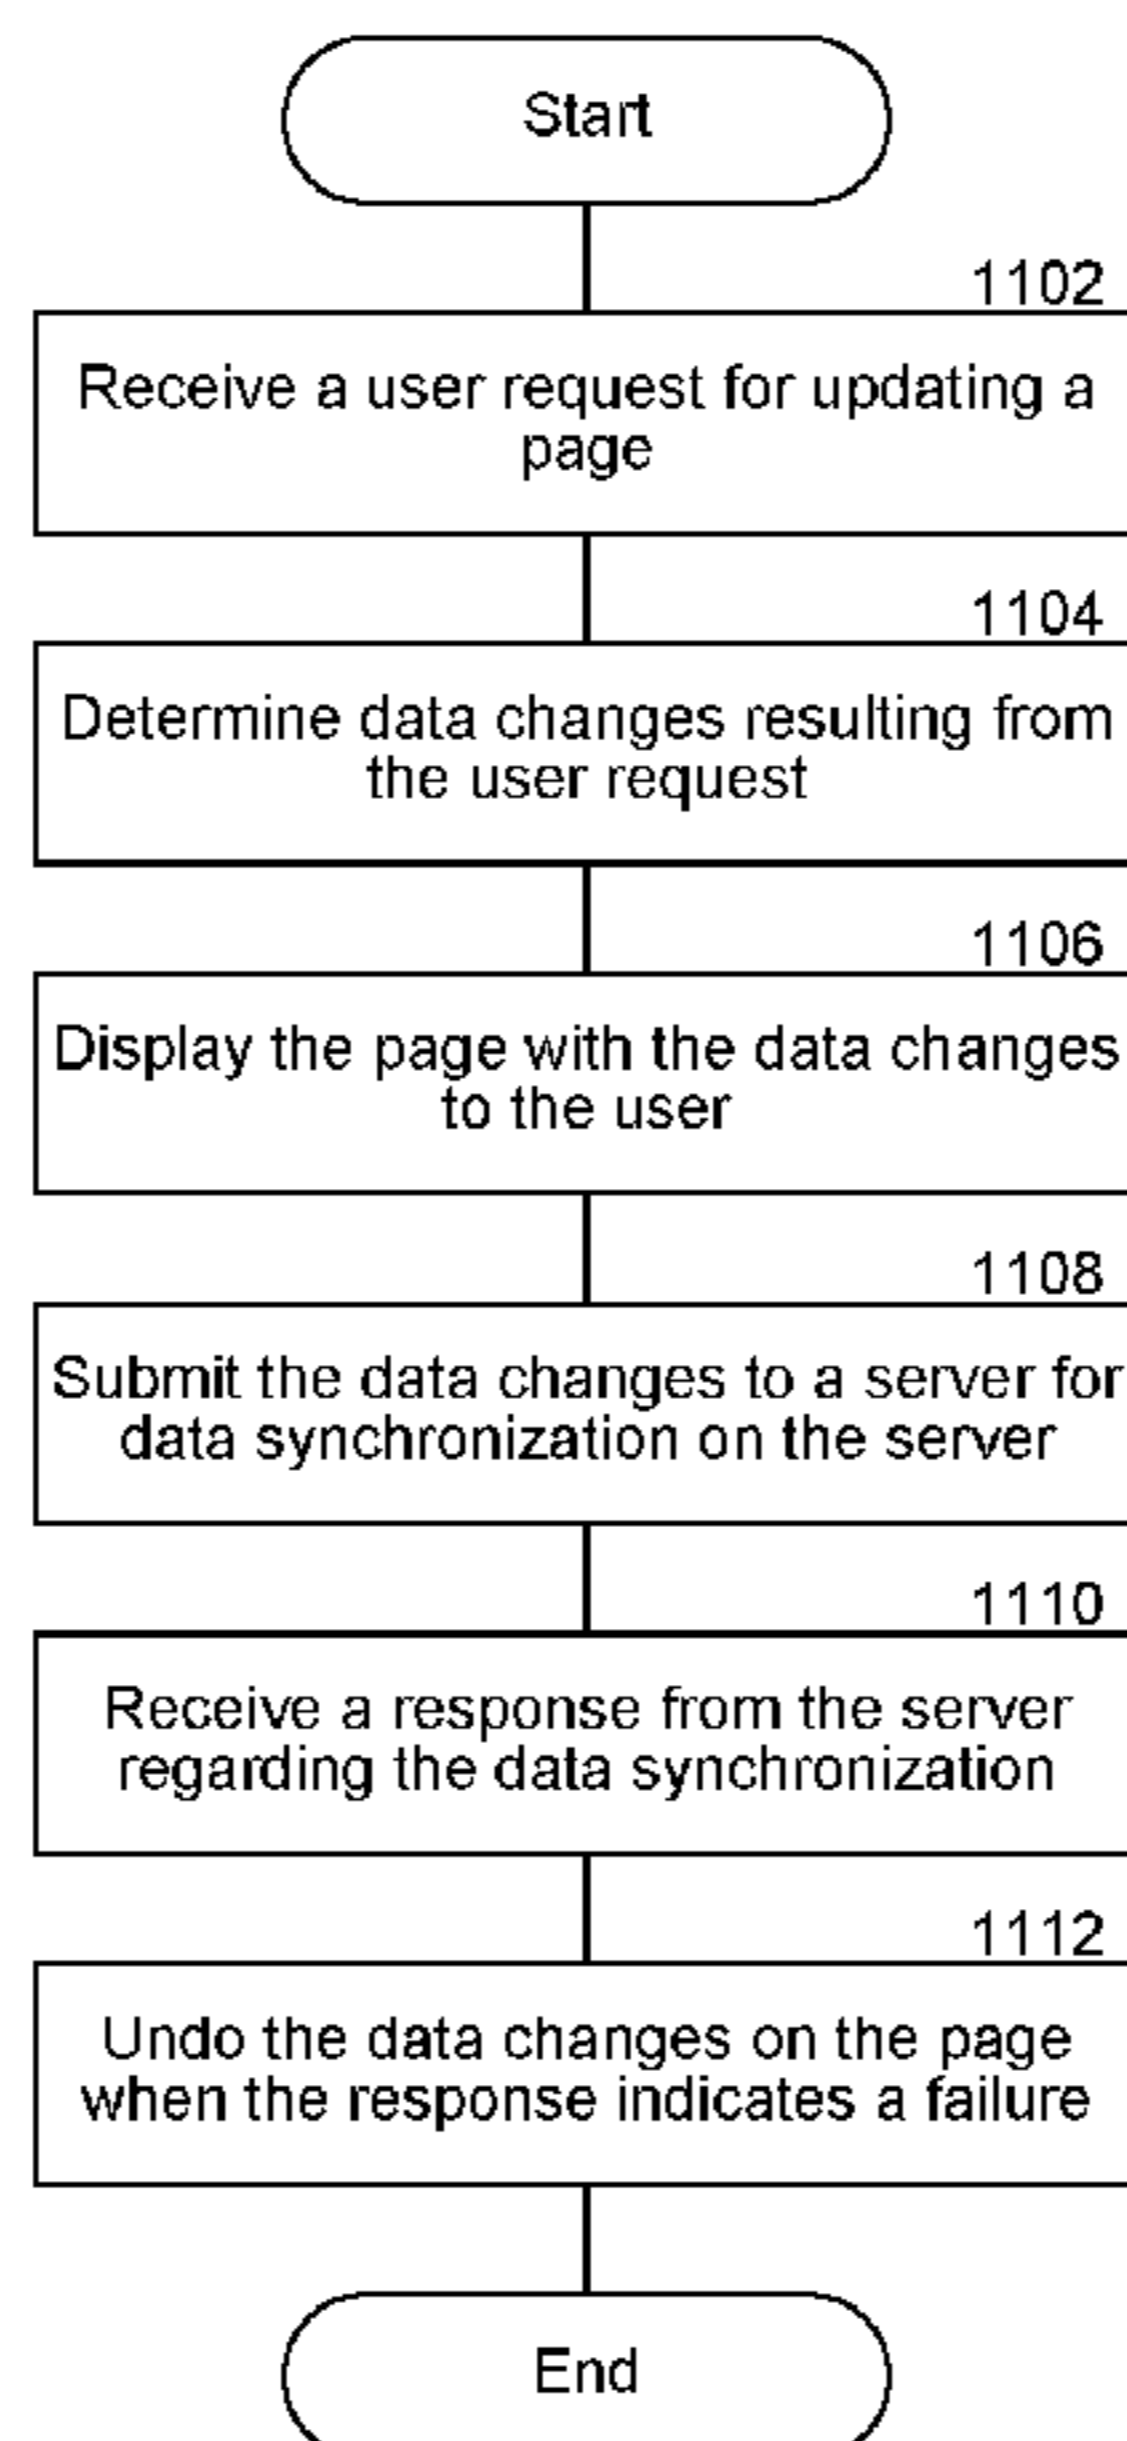 Start
1102
Receive a user request for updating a
page
1104
Determine data changes resulting from
the user request
1106
Display the page with the data changes
to the user
1108
Submit the data changes to a server for
data synchronization on the server
1110
Receive a response from the server
regarding the data synchronization
1112
Undo the data changes on the page
when the response indicates a failure
End